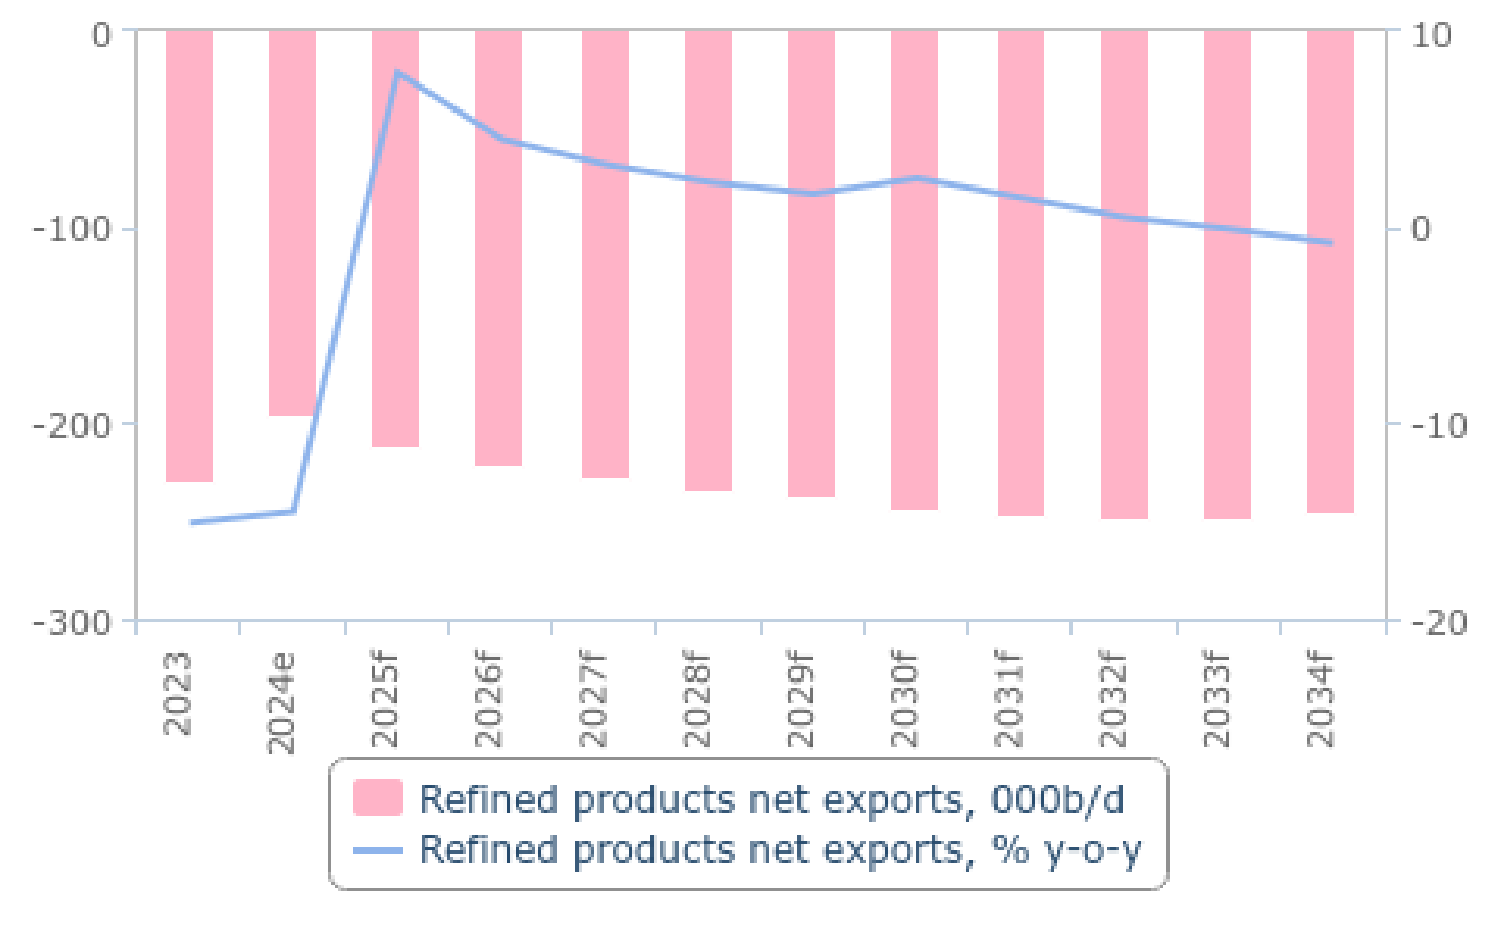 0
-100
-200
-300
10
0
-10
-20
2023
2024e
2025f
2026f
2027f
2028f
2029f
2030f
2031f
2032f
2033f
2034f
Refined products net exports, 000b/d
Refined products net exports, % y-o-y